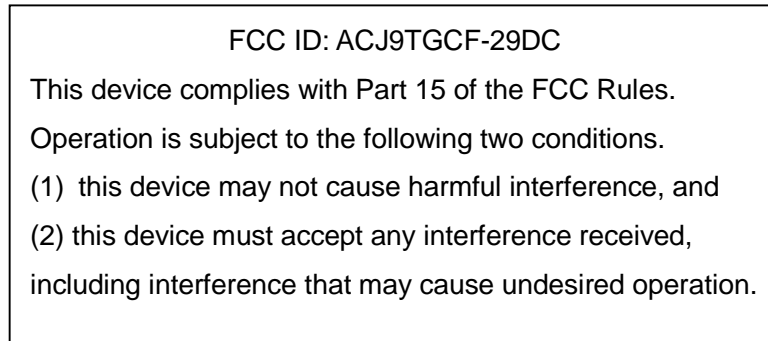 FCC ID: ACJ9TGCF-29DC
This device complies with Part 15 of the FCC Rules.
Operation is subject to the following two conditions.
(1) this device may not cause harmful interference, and
(2) this device must accept any interference received,
including interference that may cause undesired operation.